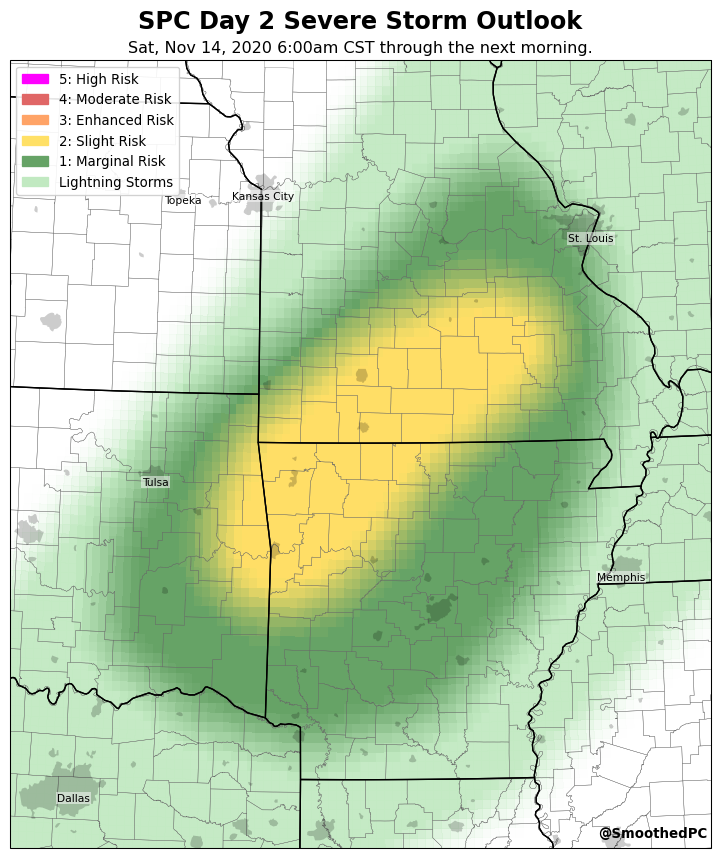 SPC Day 2 Severe Storm Outlook
Sat, Nov 14, 2020 6:00am CST through the next morning.
5: High Risk
4: Moderate Risk
3: Enhanced Risk
2: Slight Risk
1: Marginal Risk
Lightning Storms
Topeka
Kansas City
St. Louis
Tulsa
Memphis
Dallas
@SmoothedPC